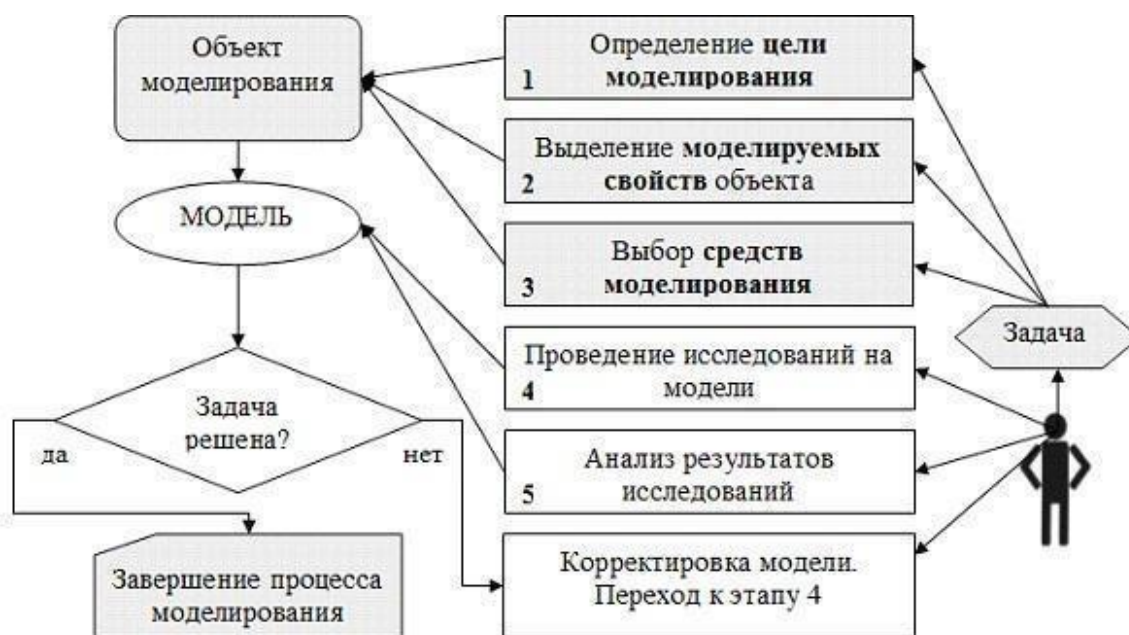 Объект
моделирования
МОДЕЛЬ
Задача
решена?
да
нет
Завершение процесса
моделирования
Определение цели
1 моделирования
Выделение моделируемых
2 свойств объекта
Выбор средств
3 моделирования
Проведение исследований на
4 модели
Анализ результатов
5 исследований
Корректировка модели.
Переход к этапу 4
Задача